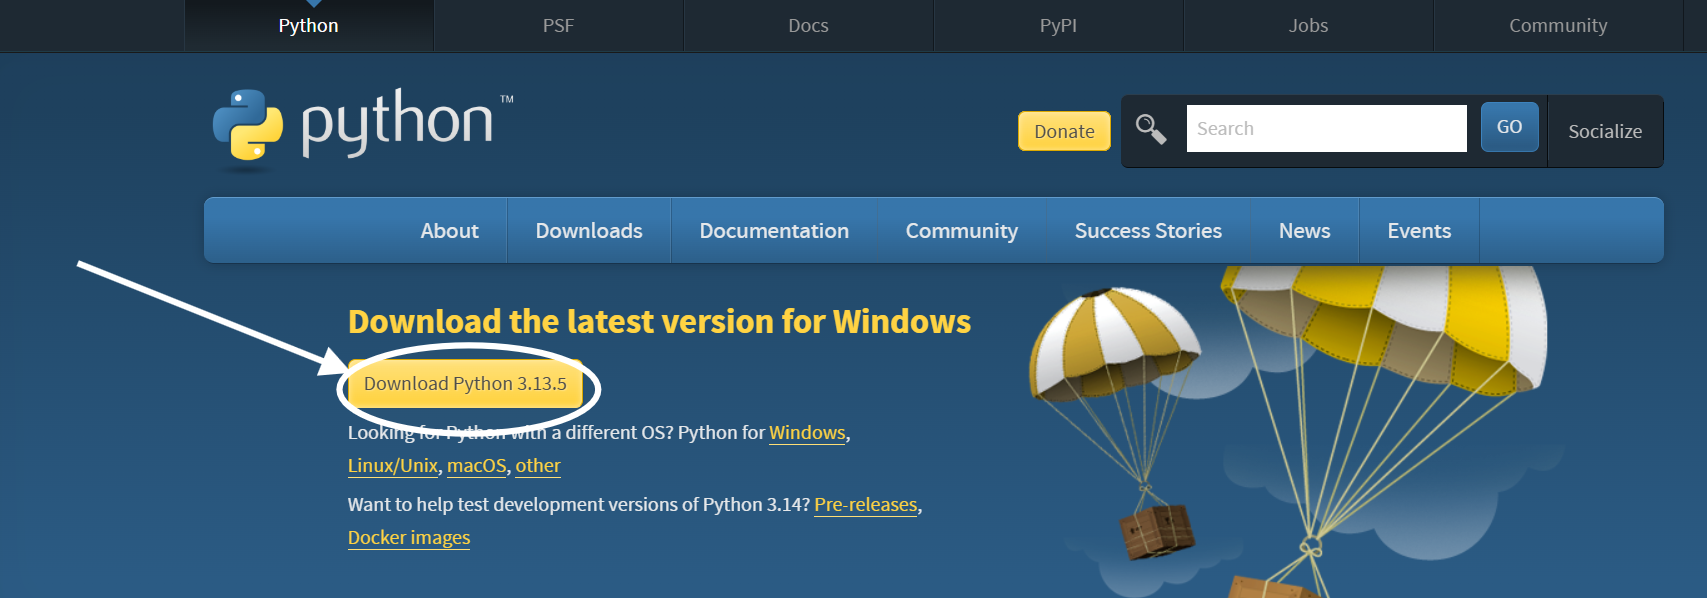 Python PSF Docs PyPI Jobs Community
python™
Donate Search GO Socialize
About Downloads Documentation Community Success Stories News Events
Download the latest version for Windows
Download Python 3.13.5
Looking for Python with a different OS? Python for Windows,
Linux/Unix, macOS, other
Want to help test development versions of Python 3.14? Pre-releases,
Docker images